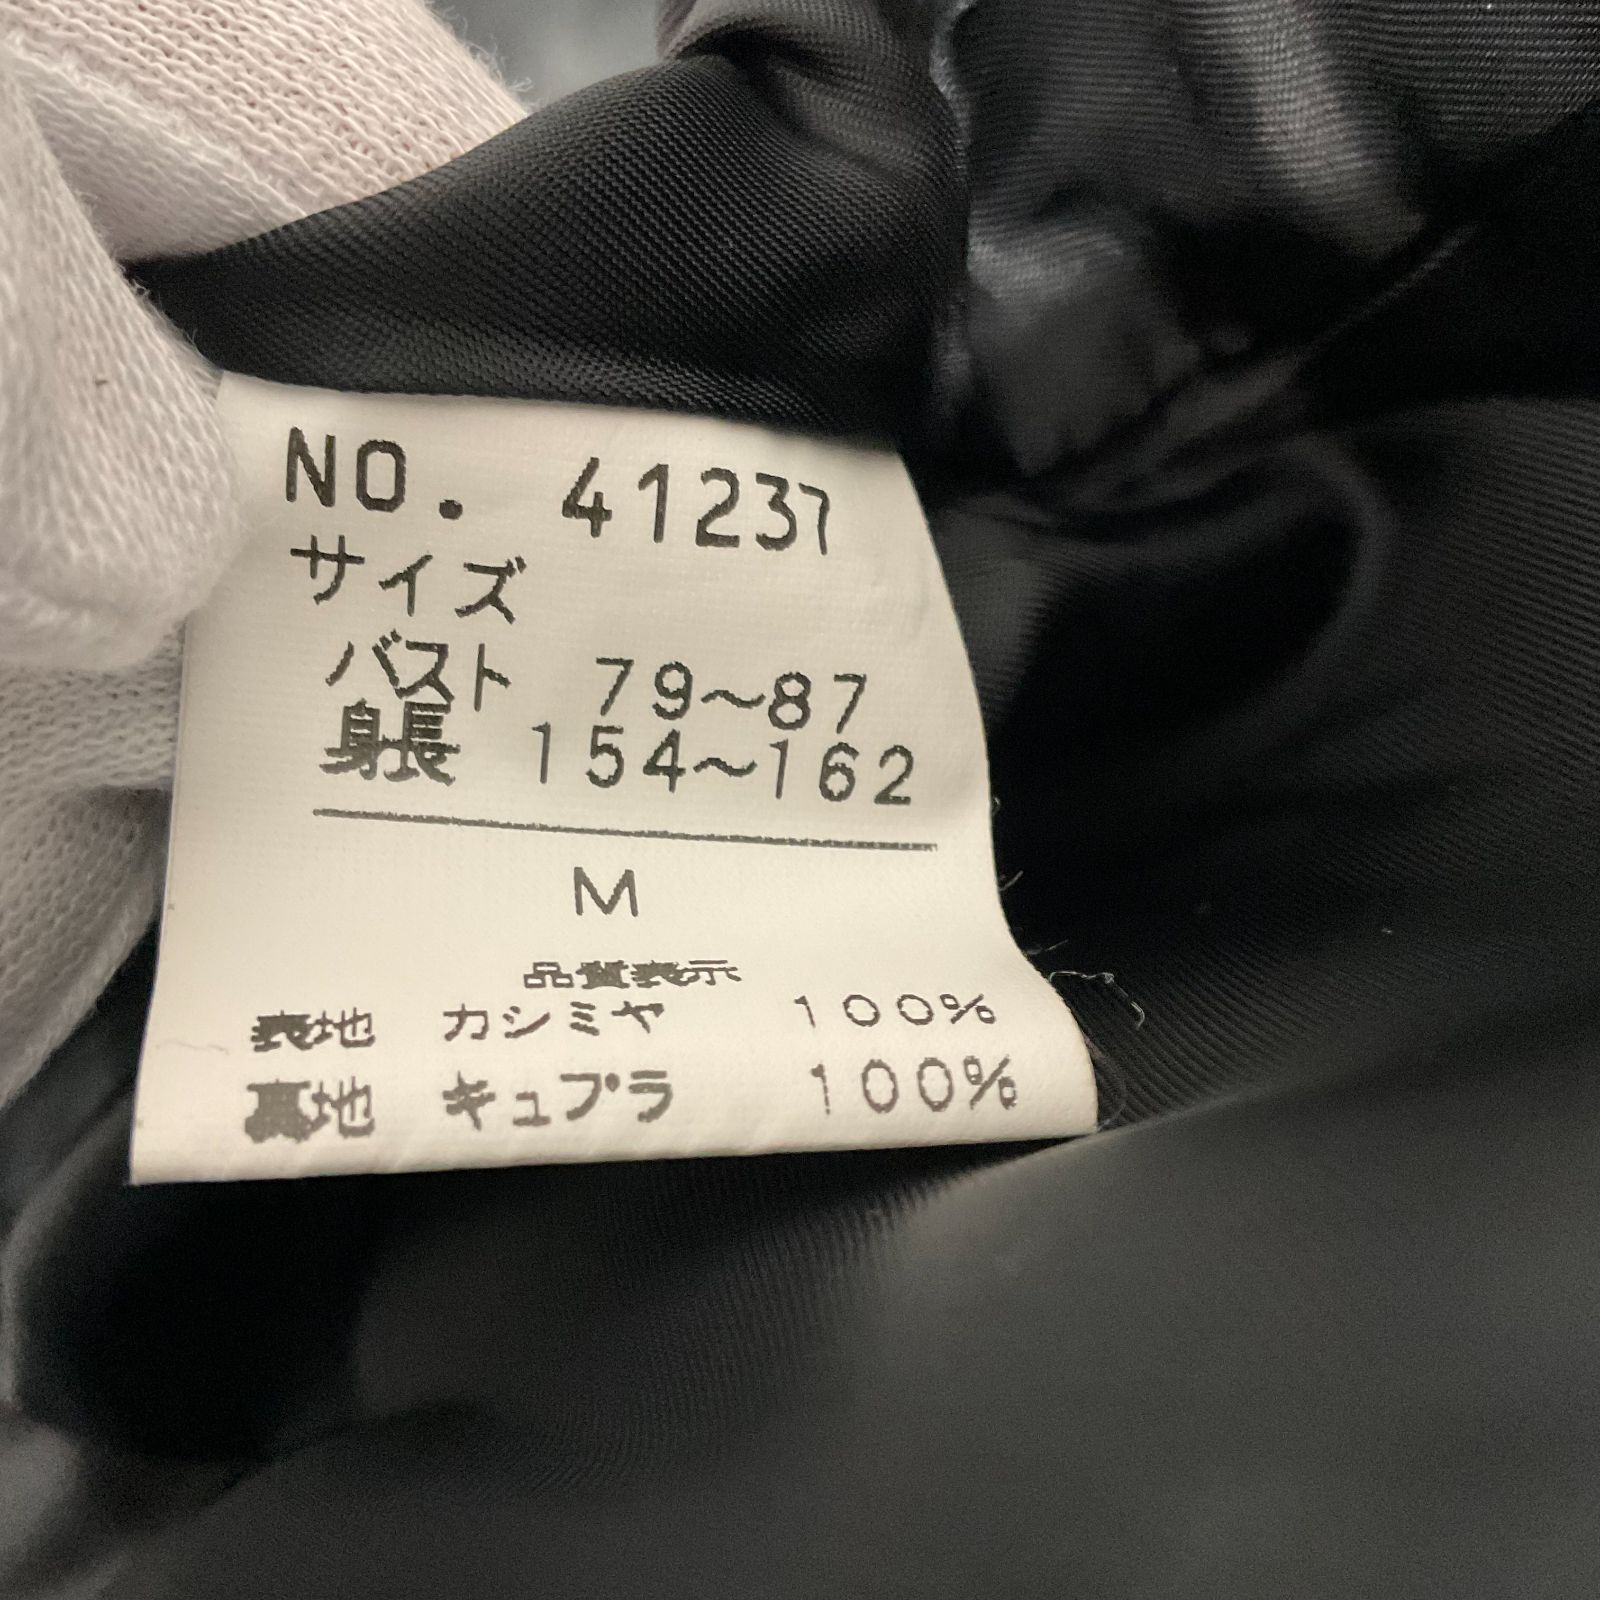 NO. 41237
サイズ
バスト 79～87
身長 154～162
M
品質表示
表地 カシミヤ 100%
裏地 キュプラ 100%